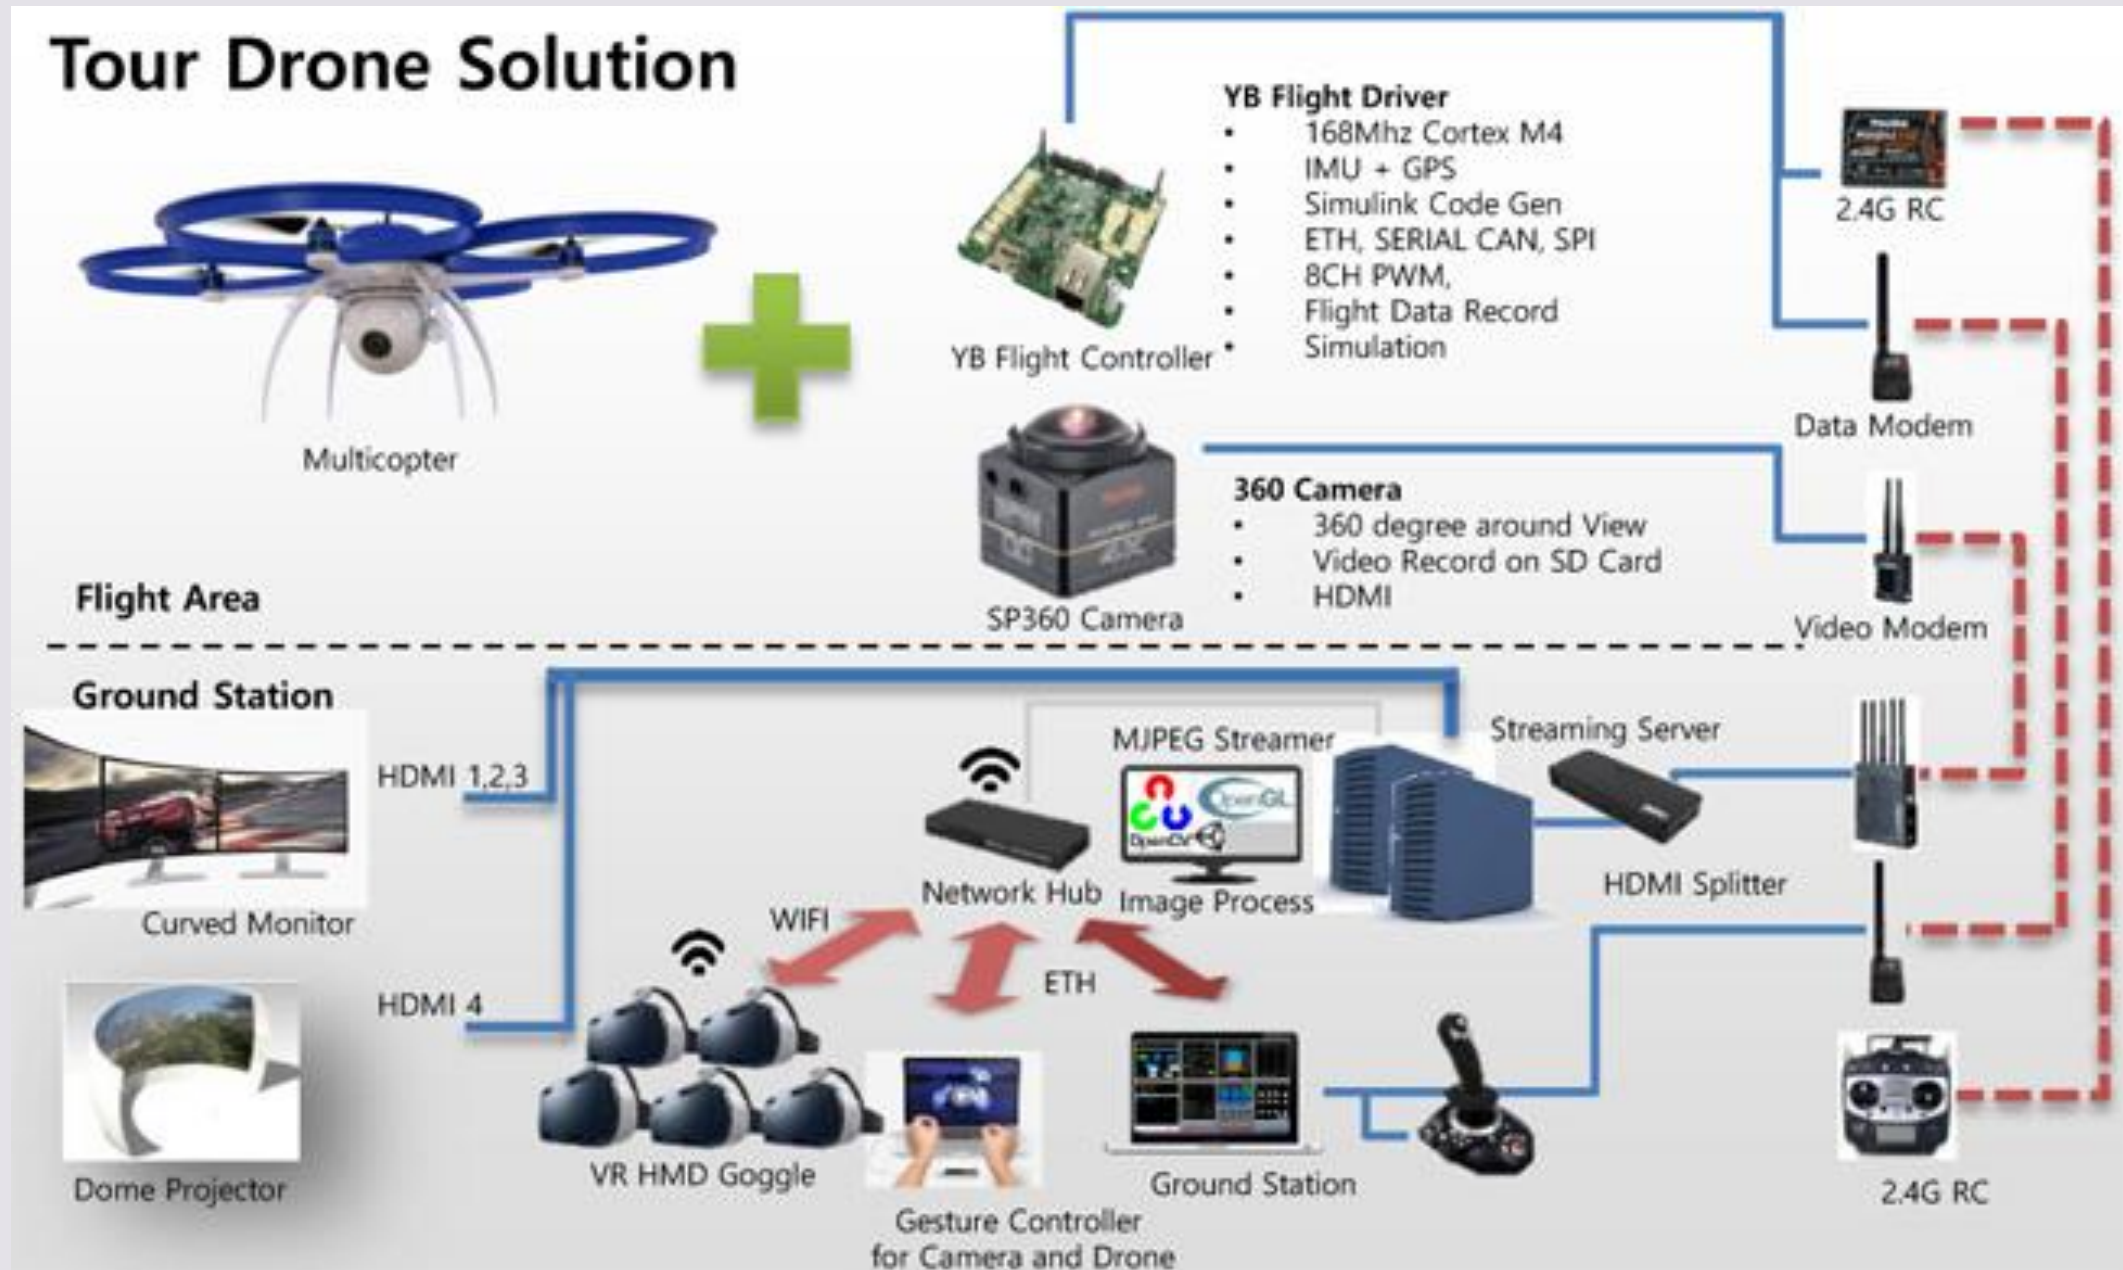 Tour Drone Solution
YB Flight Driver
• 168Mhz Cortex M4
• IMU + GPS
• Simulink Code Gen
• ETH, SERIAL CAN, SPI
• 8CH PWM,
• Flight Data Record
• Simulation
YB Flight Controller
2.4G RC
Data Modem
Multicopter
360 Camera
• 360 degree around View
• Video Record on SD Card
• HDMI
SP360 Camera
Video Modem
Flight Area
Ground Station
HDMI 1,2,3
MJPEG Streamer
Streaming Server
OpenGL
OpenCV
Curved Monitor
Network Hub
Image Process
HDMI Splitter
WIFI
ETH
HDMI 4
Dome Projector
VR HMD Goggle
Ground Station
2.4G RC
Gesture Controller
for Camera and Drone